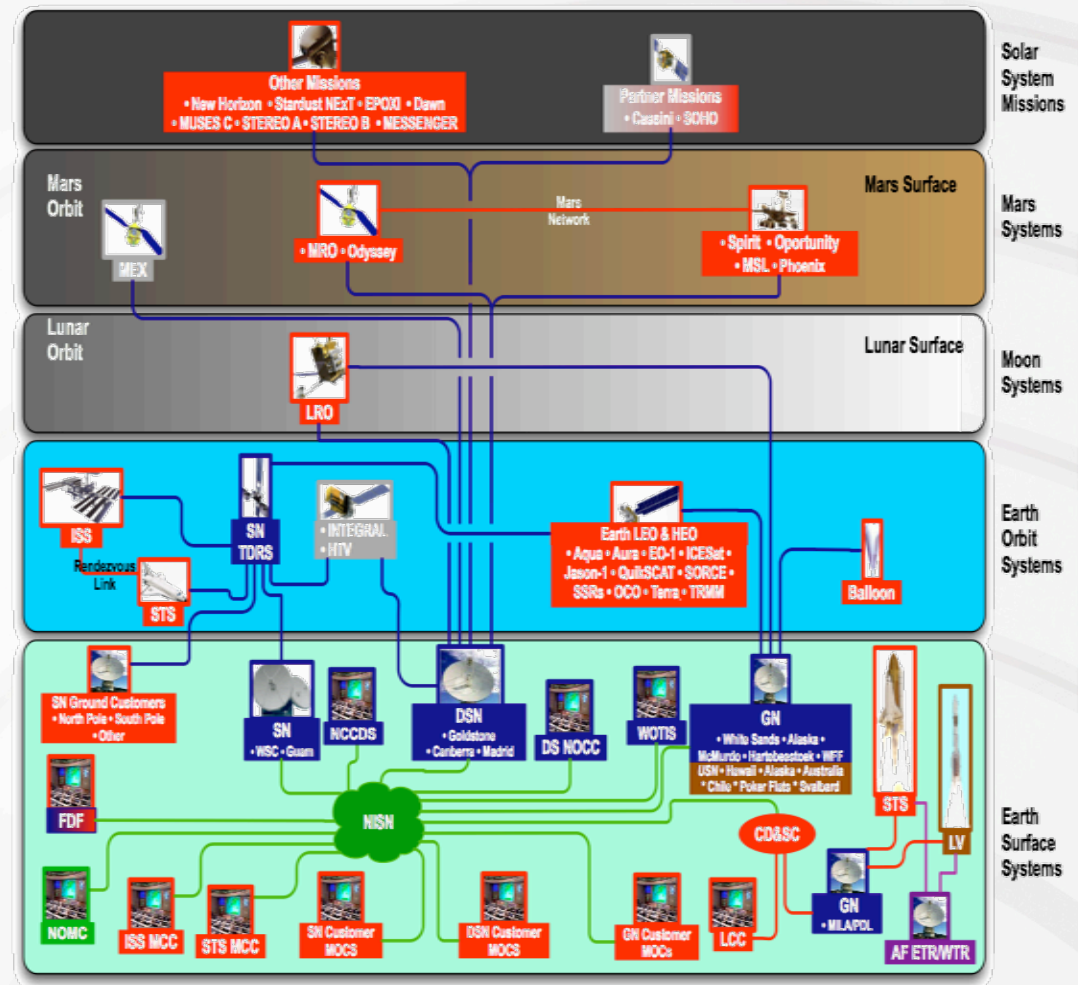 Solar
System
Missions
Other Missions
• New Horizon • Stardust NExT • EPOXI • Dawn
• MUSES C • STEREO A • STEREO B • MESSENGER
Partner Missions
• Cassini • SOHO
Mars
Orbit
Mars Surface
Mars
Systems
Mars
Network
MEX
• MRO • Odyssey
• Spirit • Oportunity
• MSL • Phoenix
Lunar
Orbit
Lunar Surface
Moon
Systems
LRO
Earth
Orbit
Systems
ISS
Rendezvous
Link
STS
SN
TDRS
• INTEGRAL
• HTV
Earth LEO & HEO
• Aqua • Aura • EO-1 • ICESat •
Jason-1 • QuikSCAT • SORCE •
SSRs • OCO • Terra • TRMM
Balloon
Earth
Surface
Systems
SN Ground Customers
• North Pole • South Pole
• Other
SN
• WSC • Guam
NCCDS
DSN
• Goldstone
• Canberra • Madrid
DS NOCC
WOTIS
GN
• White Sands • Alaska •
McMurdo • Hartebeestoek • WFF
USN • Hawaii • Alaska • Australia
* Chile * Poker Flats * Svalbard
STS
LV
FDF
NISN
CD&SC
NOMC
ISS MCC
STS MCC
SN Customer
MOCS
DSN Customer
MOCS
GN Customer
MOCs
LCC
GN
• MILA/PDL
AF ETR/WTR